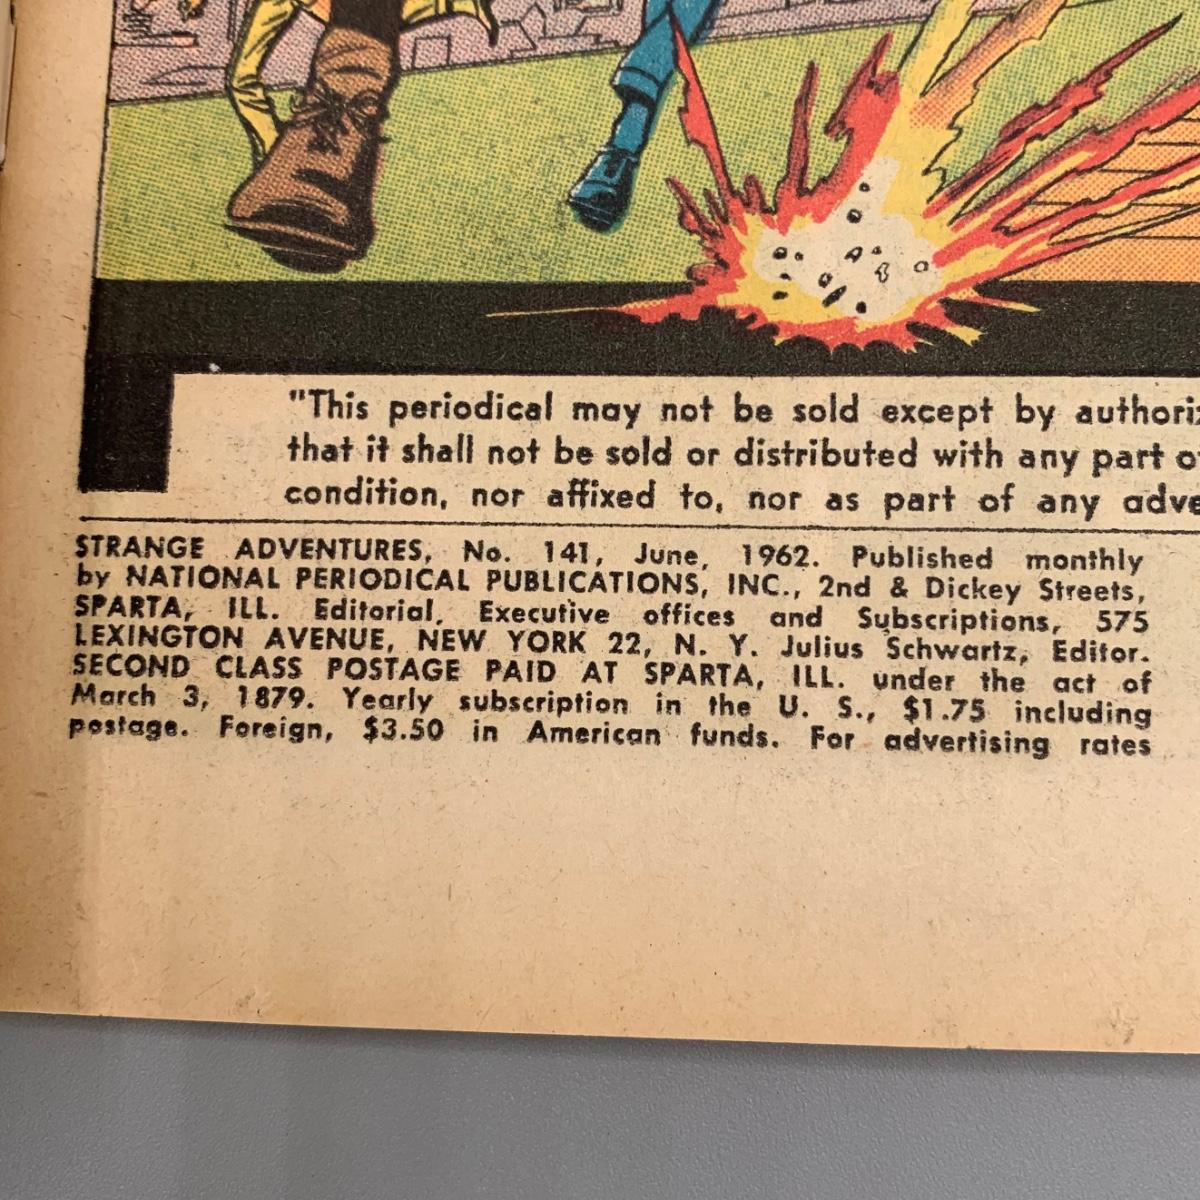 "This periodical may not be sold except by
that it shall not be sold or distributed with any part
condition, nor affixed to, nor as part of any
STRANGE ADVENTURES, No. 141, June, 1962. Published monthly
by NATIONAL PERIODICAL PUBLICATIONS, INC., 2nd & Dickey Streets,
SPARTA, ILL. Editorial, Executive offices and Subscriptions, 575
LEXINGTON AVENUE, NEW YORK 22, N. Y. Julius Schwartz, Editor.
SECOND CLASS POSTAGE PAID AT SPARTA, ILL. under the act of
March 3, 1879. Yearly subscription in the U. S., $1.75 including
postage. Foreign, $3.50 in American funds. For advertising rates